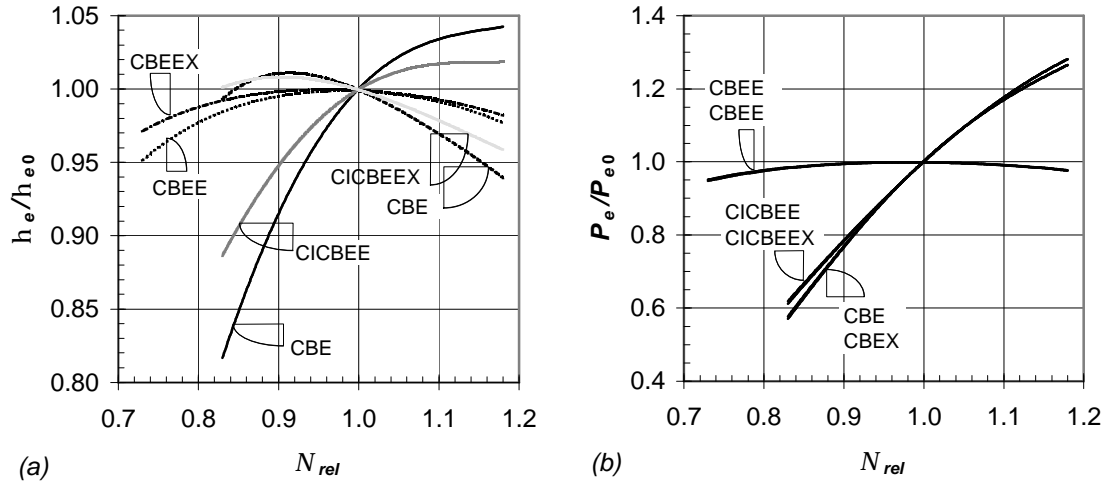 1.05
1.00
0.95
0.90
0.85
0.80
h e /h e 0
CBEEX
CBEE
CICBEEX
CBE
CICBEE
CBE
0.7 0.8 0.9 1.0 1.1 1.2
(a)
N rel
1.4
1.2
1.0
0.8
0.6
0.4
P e /P e 0
CBEE
CBEE
CICBEE
CICBEEX
CBE
CBEX
0.7 0.8 0.9 1.0 1.1 1.2
(b)
N rel